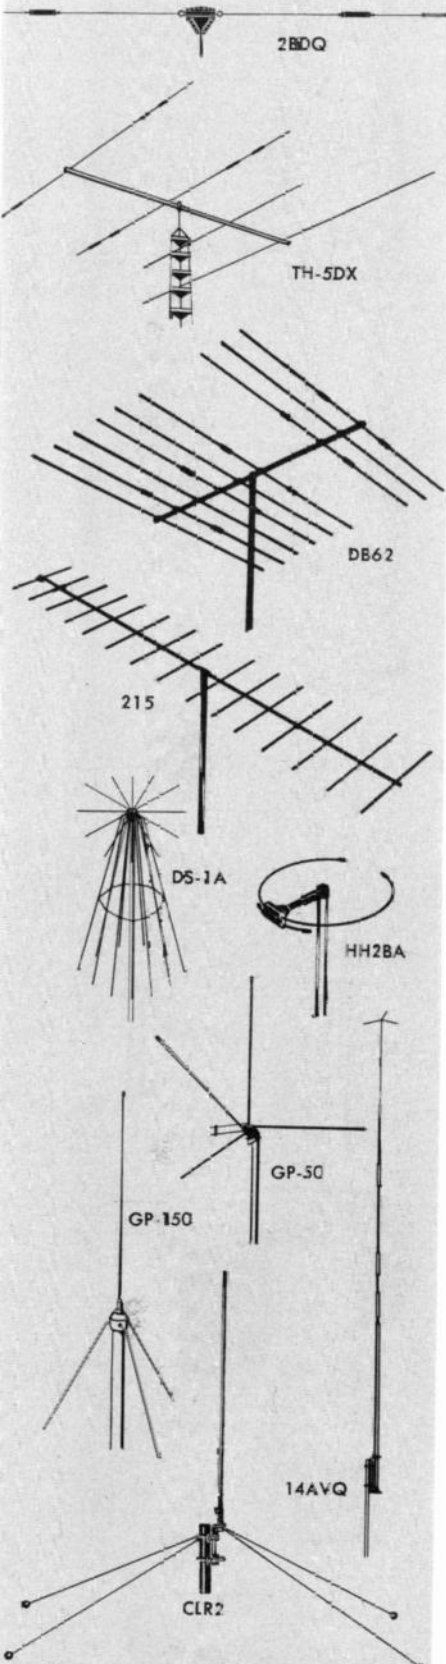 2BDQ
TH-5DX
DB62
215
DS-1A
HH2BA
GP-50
GP-150
14AVQ
CLR2